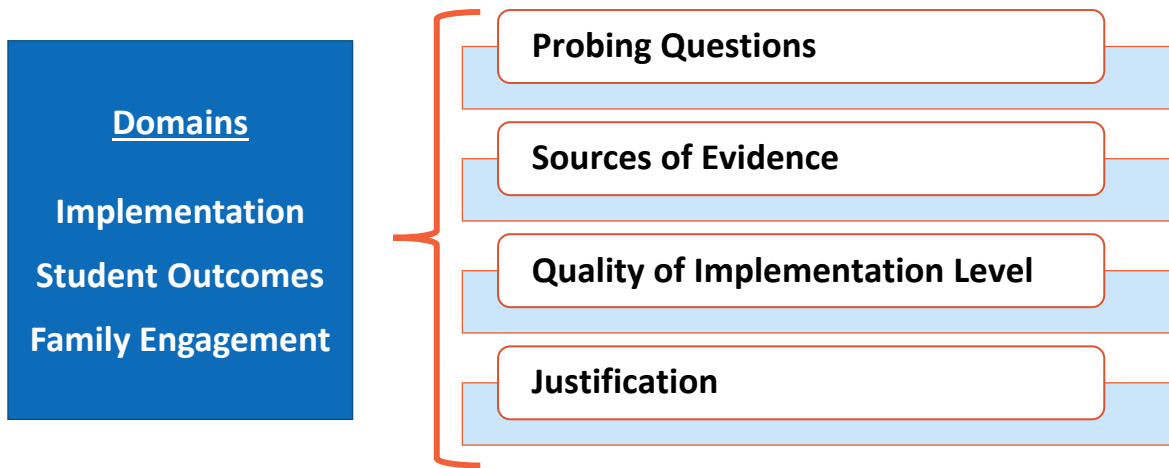 Domains
Implementation
Student Outcomes
Family Engagement
Probing Questions
Sources of Evidence
Quality of Implementation Level
Justification